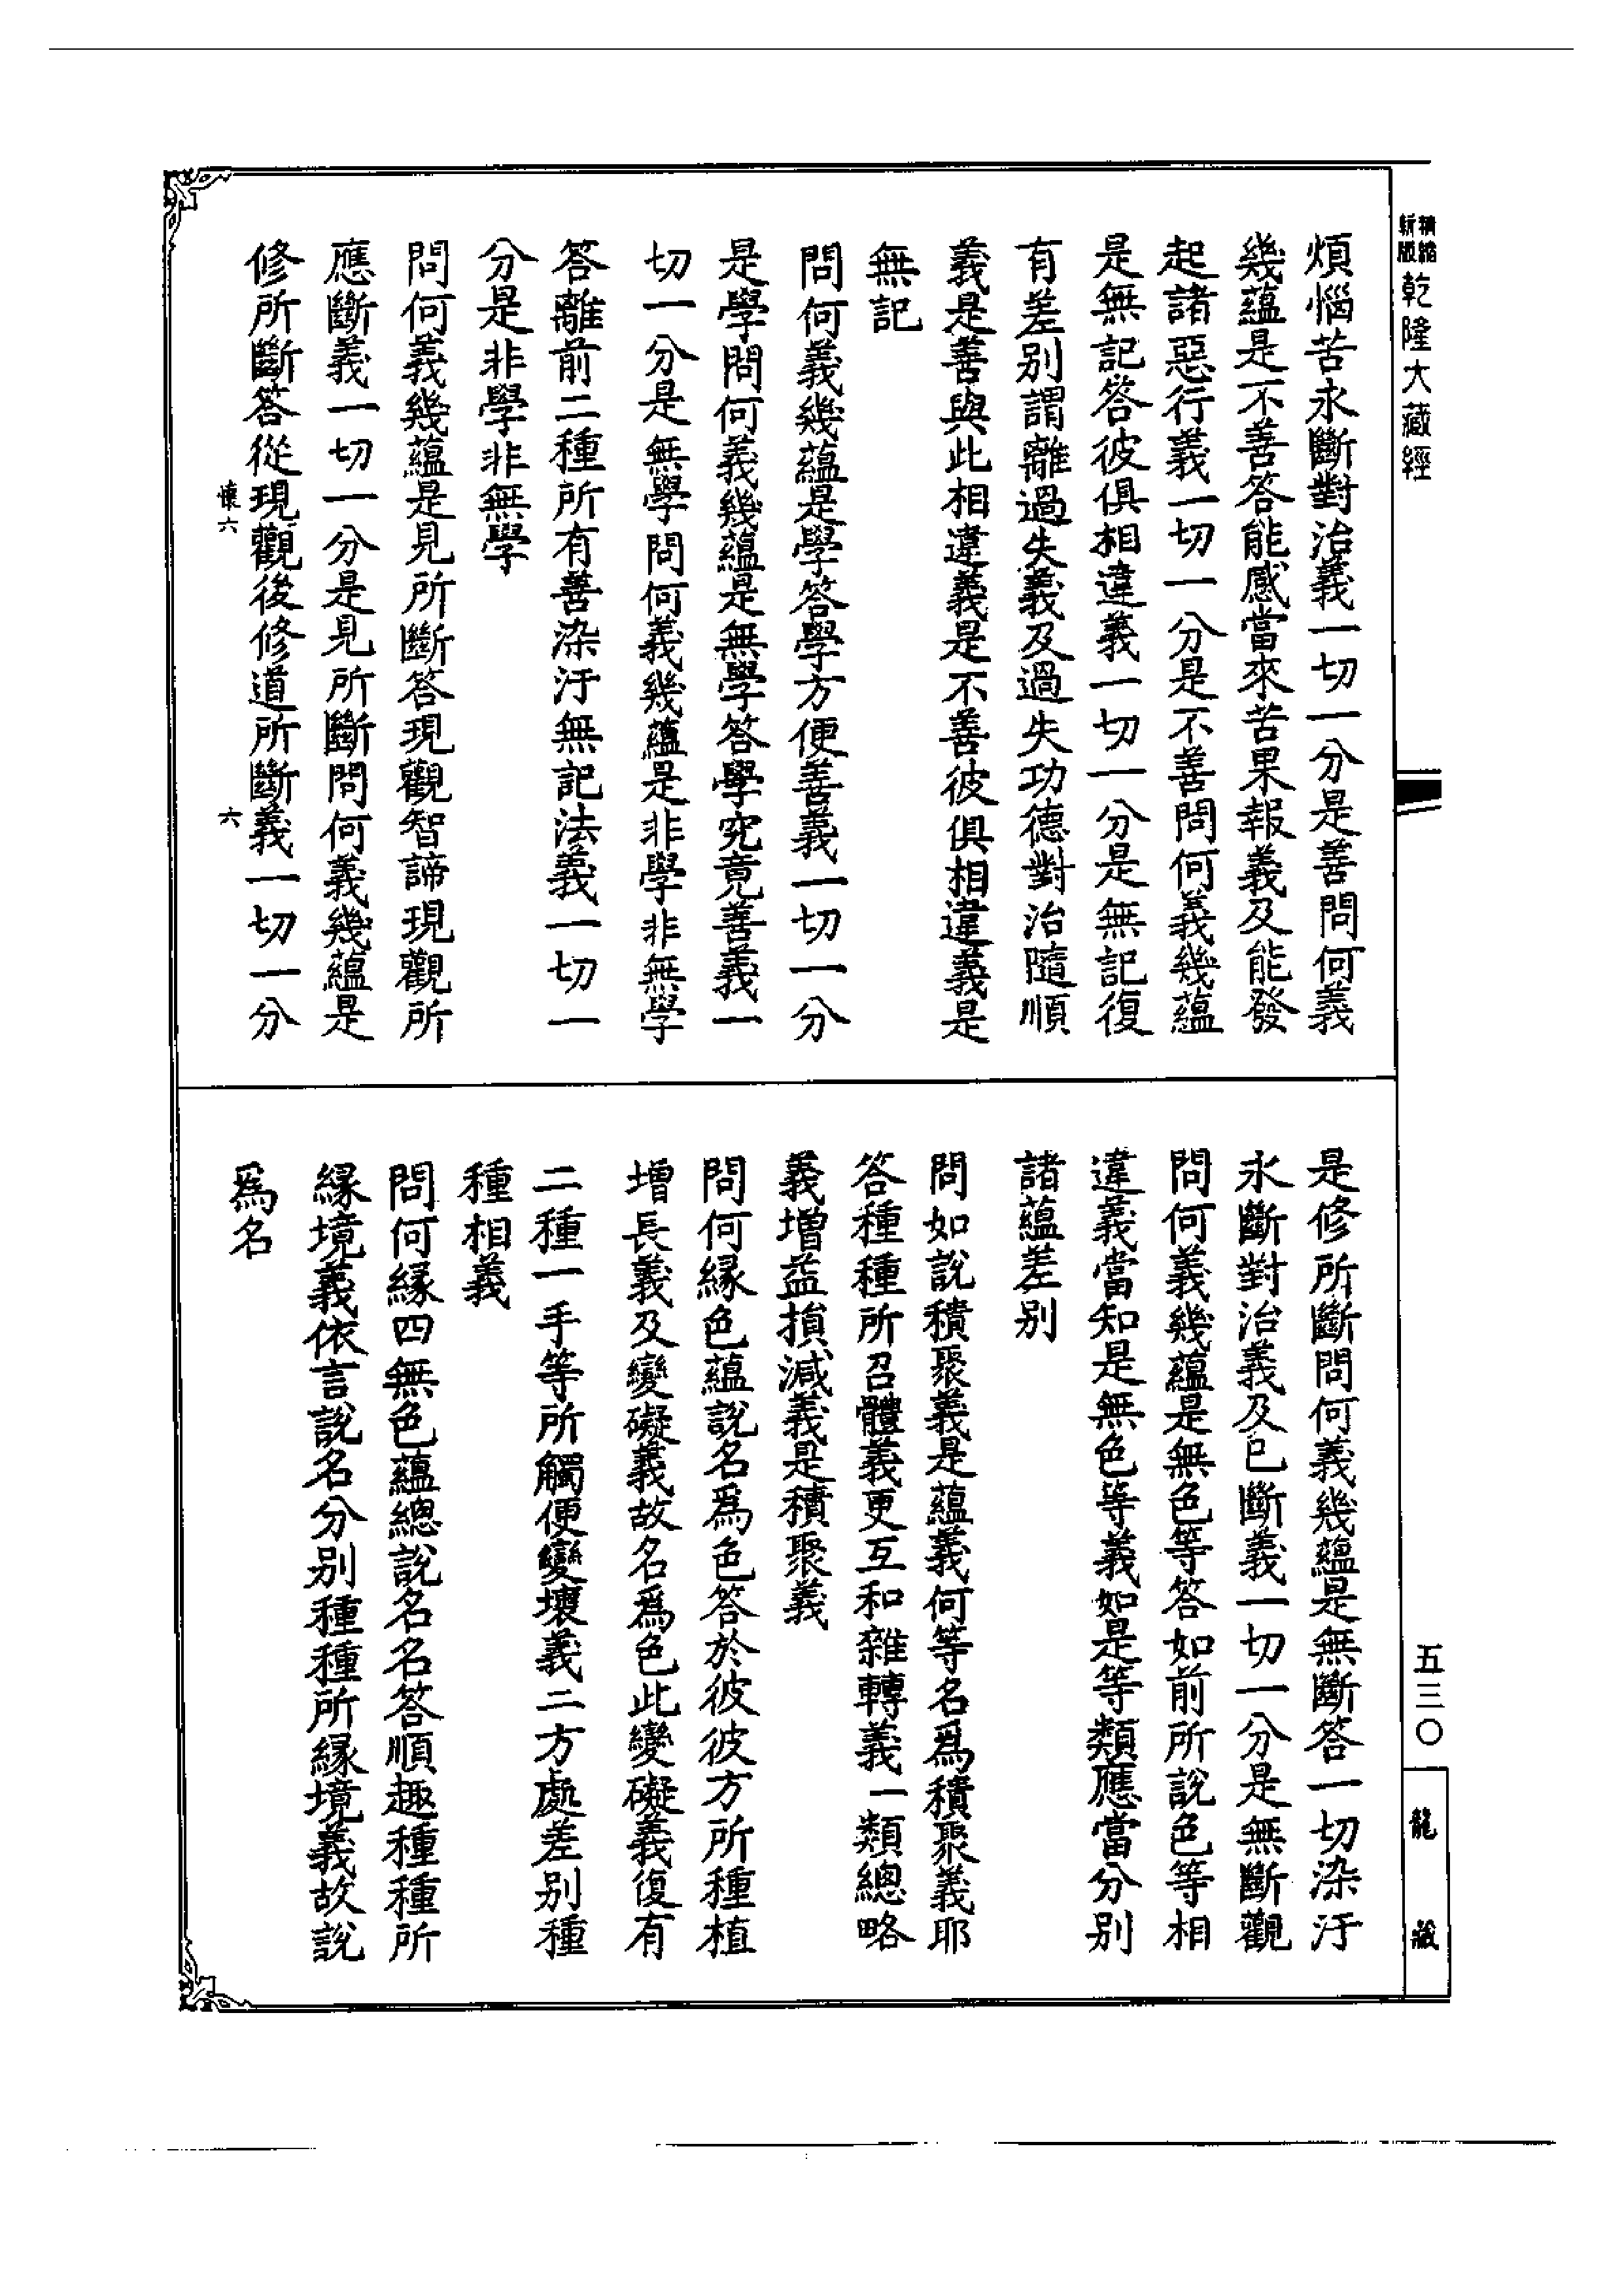 精縮新版乾隆大藏經
煩惱苦永斷對治義一切一分是善問何義
幾蘊是不善答能感當來苦果報義及能發
起諸惡行義一切一分是不善問何義幾蘊
是無記答彼俱相違義一切一分是無記復
有差別謂離過失義及過失功德對治隨順
義是善與此相違義是不善彼俱相違義是
無記
問何義幾蘊是學答學方便善義一切一分
是學問何義幾蘊是無學答學究竟善義一
切一分是無學問何義幾蘊是非學非無學
答離前二種所有善染汙無記法義一切一
分是非學非無學
問何義幾蘊是見所斷答現觀智諦現觀所
應斷義一切一分是見所斷問何義幾蘊是
修所斷答從現觀後修道所斷義一切一分
懷六 六
是修所斷問何義幾蘊是無斷答一切染汙
永斷對治義及已斷義一切一分是無斷觀
問何義幾蘊是無色等答如前所說色等相
違義當知是無色等義如是等類應當分別
諸蘊差別
問如說積聚義是蘊義何等名爲積聚義耶
答種種所召體義更互和雜轉義一類總略
義增益損減義是積聚義
問何緣色蘊說名爲色答於彼彼方所種植
增長義及變礙義故名爲色此變礙義復有
二種一手等所觸便變壞義二方處差別種
種相義
問何緣四無色蘊總說名名答順趣種種所
緣境義依言說名分別種種所緣境義故說
爲名
五三〇
龍藏